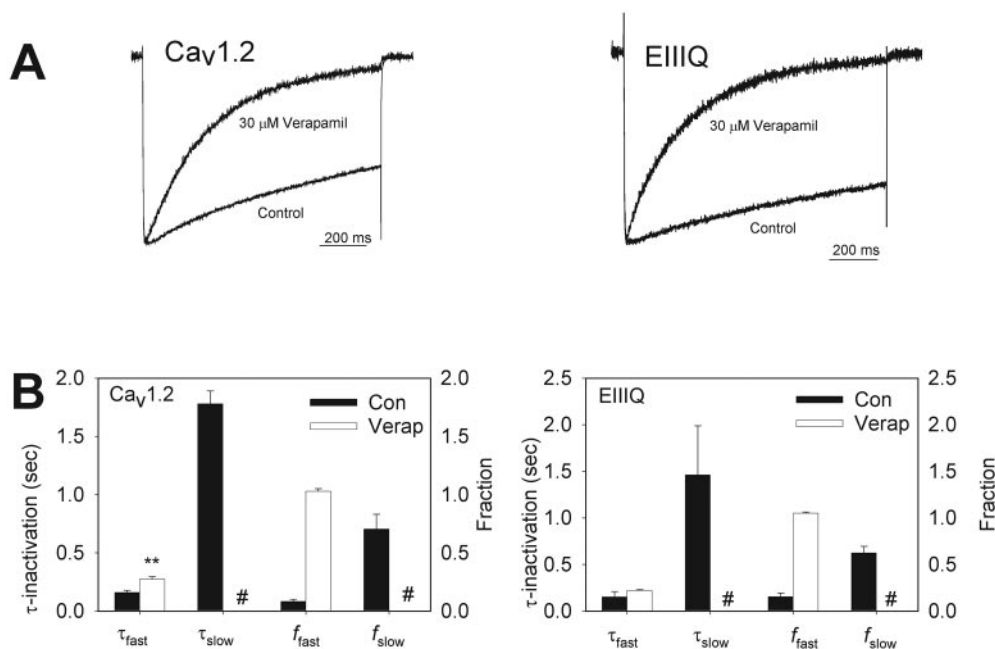 A
Cav1.2
30 μM Verapamil
Control
200 ms
EIIIQ
30 μM Verapamil
Control
200 ms
B
Cav1.2
Con
Verap
τ-inactivation (sec)
2.0
1.5
1.0
0.5
0.0
**
#
#
τfast
τslow
ffast
fslow
2.0
1.5
1.0
0.5
0.0
Fraction
EIIIQ
Con
Verap
τ-inactivation (sec)
2.5
2.0
1.5
1.0
0.5
0.0
#
#
τfast
τslow
ffast
fslow
2.5
2.0
1.5
1.0
0.5
0.0
Fraction